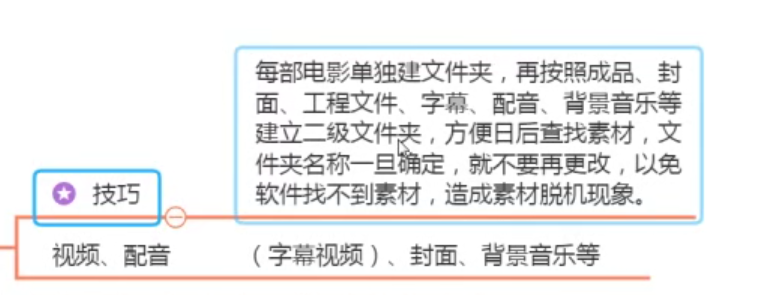 每部电影单独建文件夹，再按照成品、封
面、工程文件、字幕、配音、背景音乐等
建立二级文件夹，方便日后查找素材，文
件夹名称一旦确定，就不要再更改，以免
软件找不到素材，造成素材脱机现象。
技巧
视频、配音 （字幕视频）、封面、背景音乐等